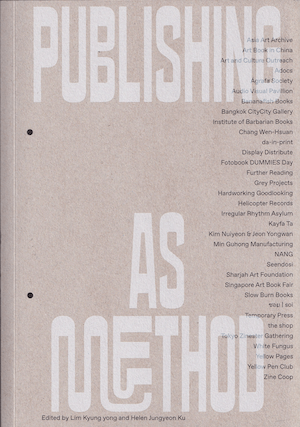 PUBLISHING
Asia Art Archive
Art Book in China
Art and Culture Outreach
Adoce
Agrafa Society
Audio Visual Pavilion
Bananafish Books
Bangkok CityCity Gallery
Institute of Barbarian Books
Chang Wen-Hsuan
da-in-print
Display Distribute
Fotobook DUMMIES Day
Further Reading
Grey Projects
Hardworking Goodlooking
Helicopter Records
Irregular Rhythm Asylum
Kayfa Ta
Kim Nuiyeon & Jeon Yongwan
Min Guhong Manufacturing
NANG
Seendosi
Sharjah Art Foundation
Singapore Art Book Fair
Slow Burn Books
Temporary Press
the shop
Tokyo Zinester Gathering
White Fungus
Yellow Pages
Yellow Pen Club
Zine Coop
AS
METHOD
Edited by Lim Kyung yong and Helen Jungyeon Ku